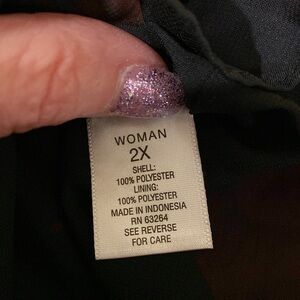 WOMAN
2X
SHELL:
100% POLYESTER
LINING:
100% POLYESTER
MADE IN INDONESIA
RN 63264
SEE REVERSE
FOR CARE